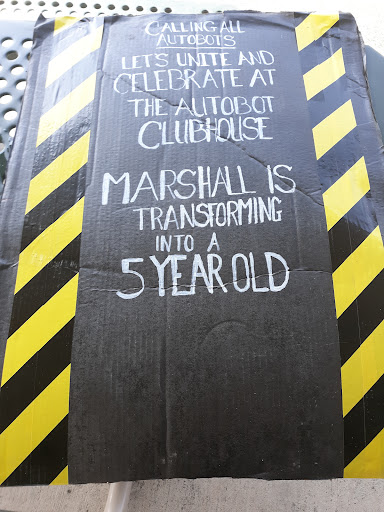 CALLING ALL
AUTOBOTS
LET'S UNITE AND
CELEBRATE AT
THE AUTOBOT
CLUBHOUSE
MARSHALL IS
TRANSFORMING
INTO A
5 YEAR OLD